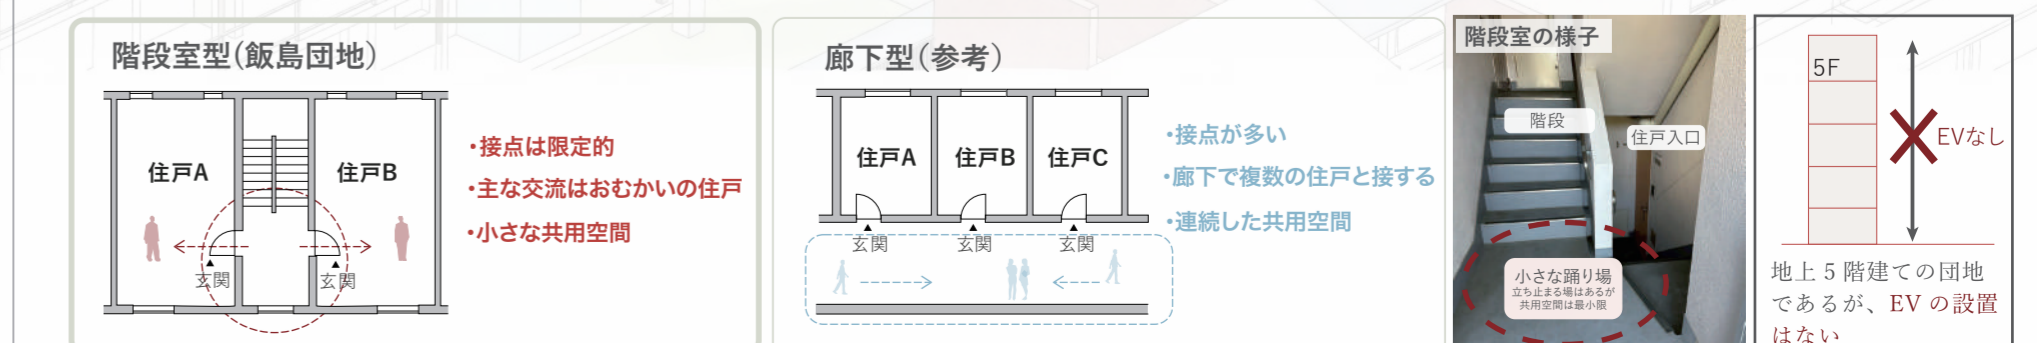 階段室型(飯島団地)
住戸A
住戸B
玄関
玄関
・接点は限定的
・主な交流はおむかいの住戸
・小さな共用空間
廊下型(参考)
住戸A
住戸B
住戸C
玄関
玄関
玄関
・接点が多い
・廊下で複数の住戸と接する
・連続した共用空間
階段室の様子
階段
住戸入口
小さな踊り場
立ち止まる場はあるが
共用空間は最小限
5F
EVなし
地上5階建ての団地
であるが、EVの設置
はない